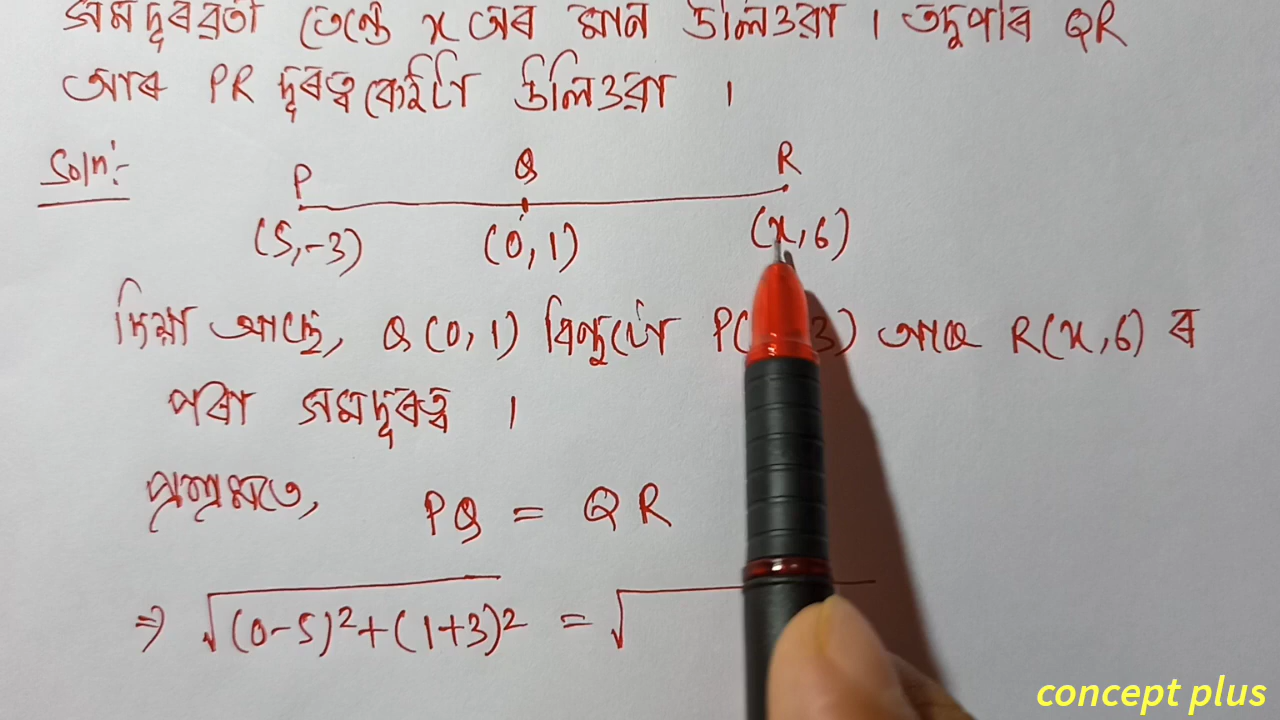 সমদূৰৱৰ্তী তেন্তে x অৰ মান উলিওৱা । তদুপৰি QR
আৰু PR দূৰত্বকেইটা উলিওৱা ।
Soln:-
P Q R
(5,-3) (0,1) (x,6)
দিয়া আছে, Q(0,1) বিন্দুটো P( 3) আৰু R(x,6) ৰ
পৰা সমদূৰত্ব ।
প্ৰশ্নমতে, PQ = QR
⇒ √(0-5)²+(1+3)² = √
concept plus